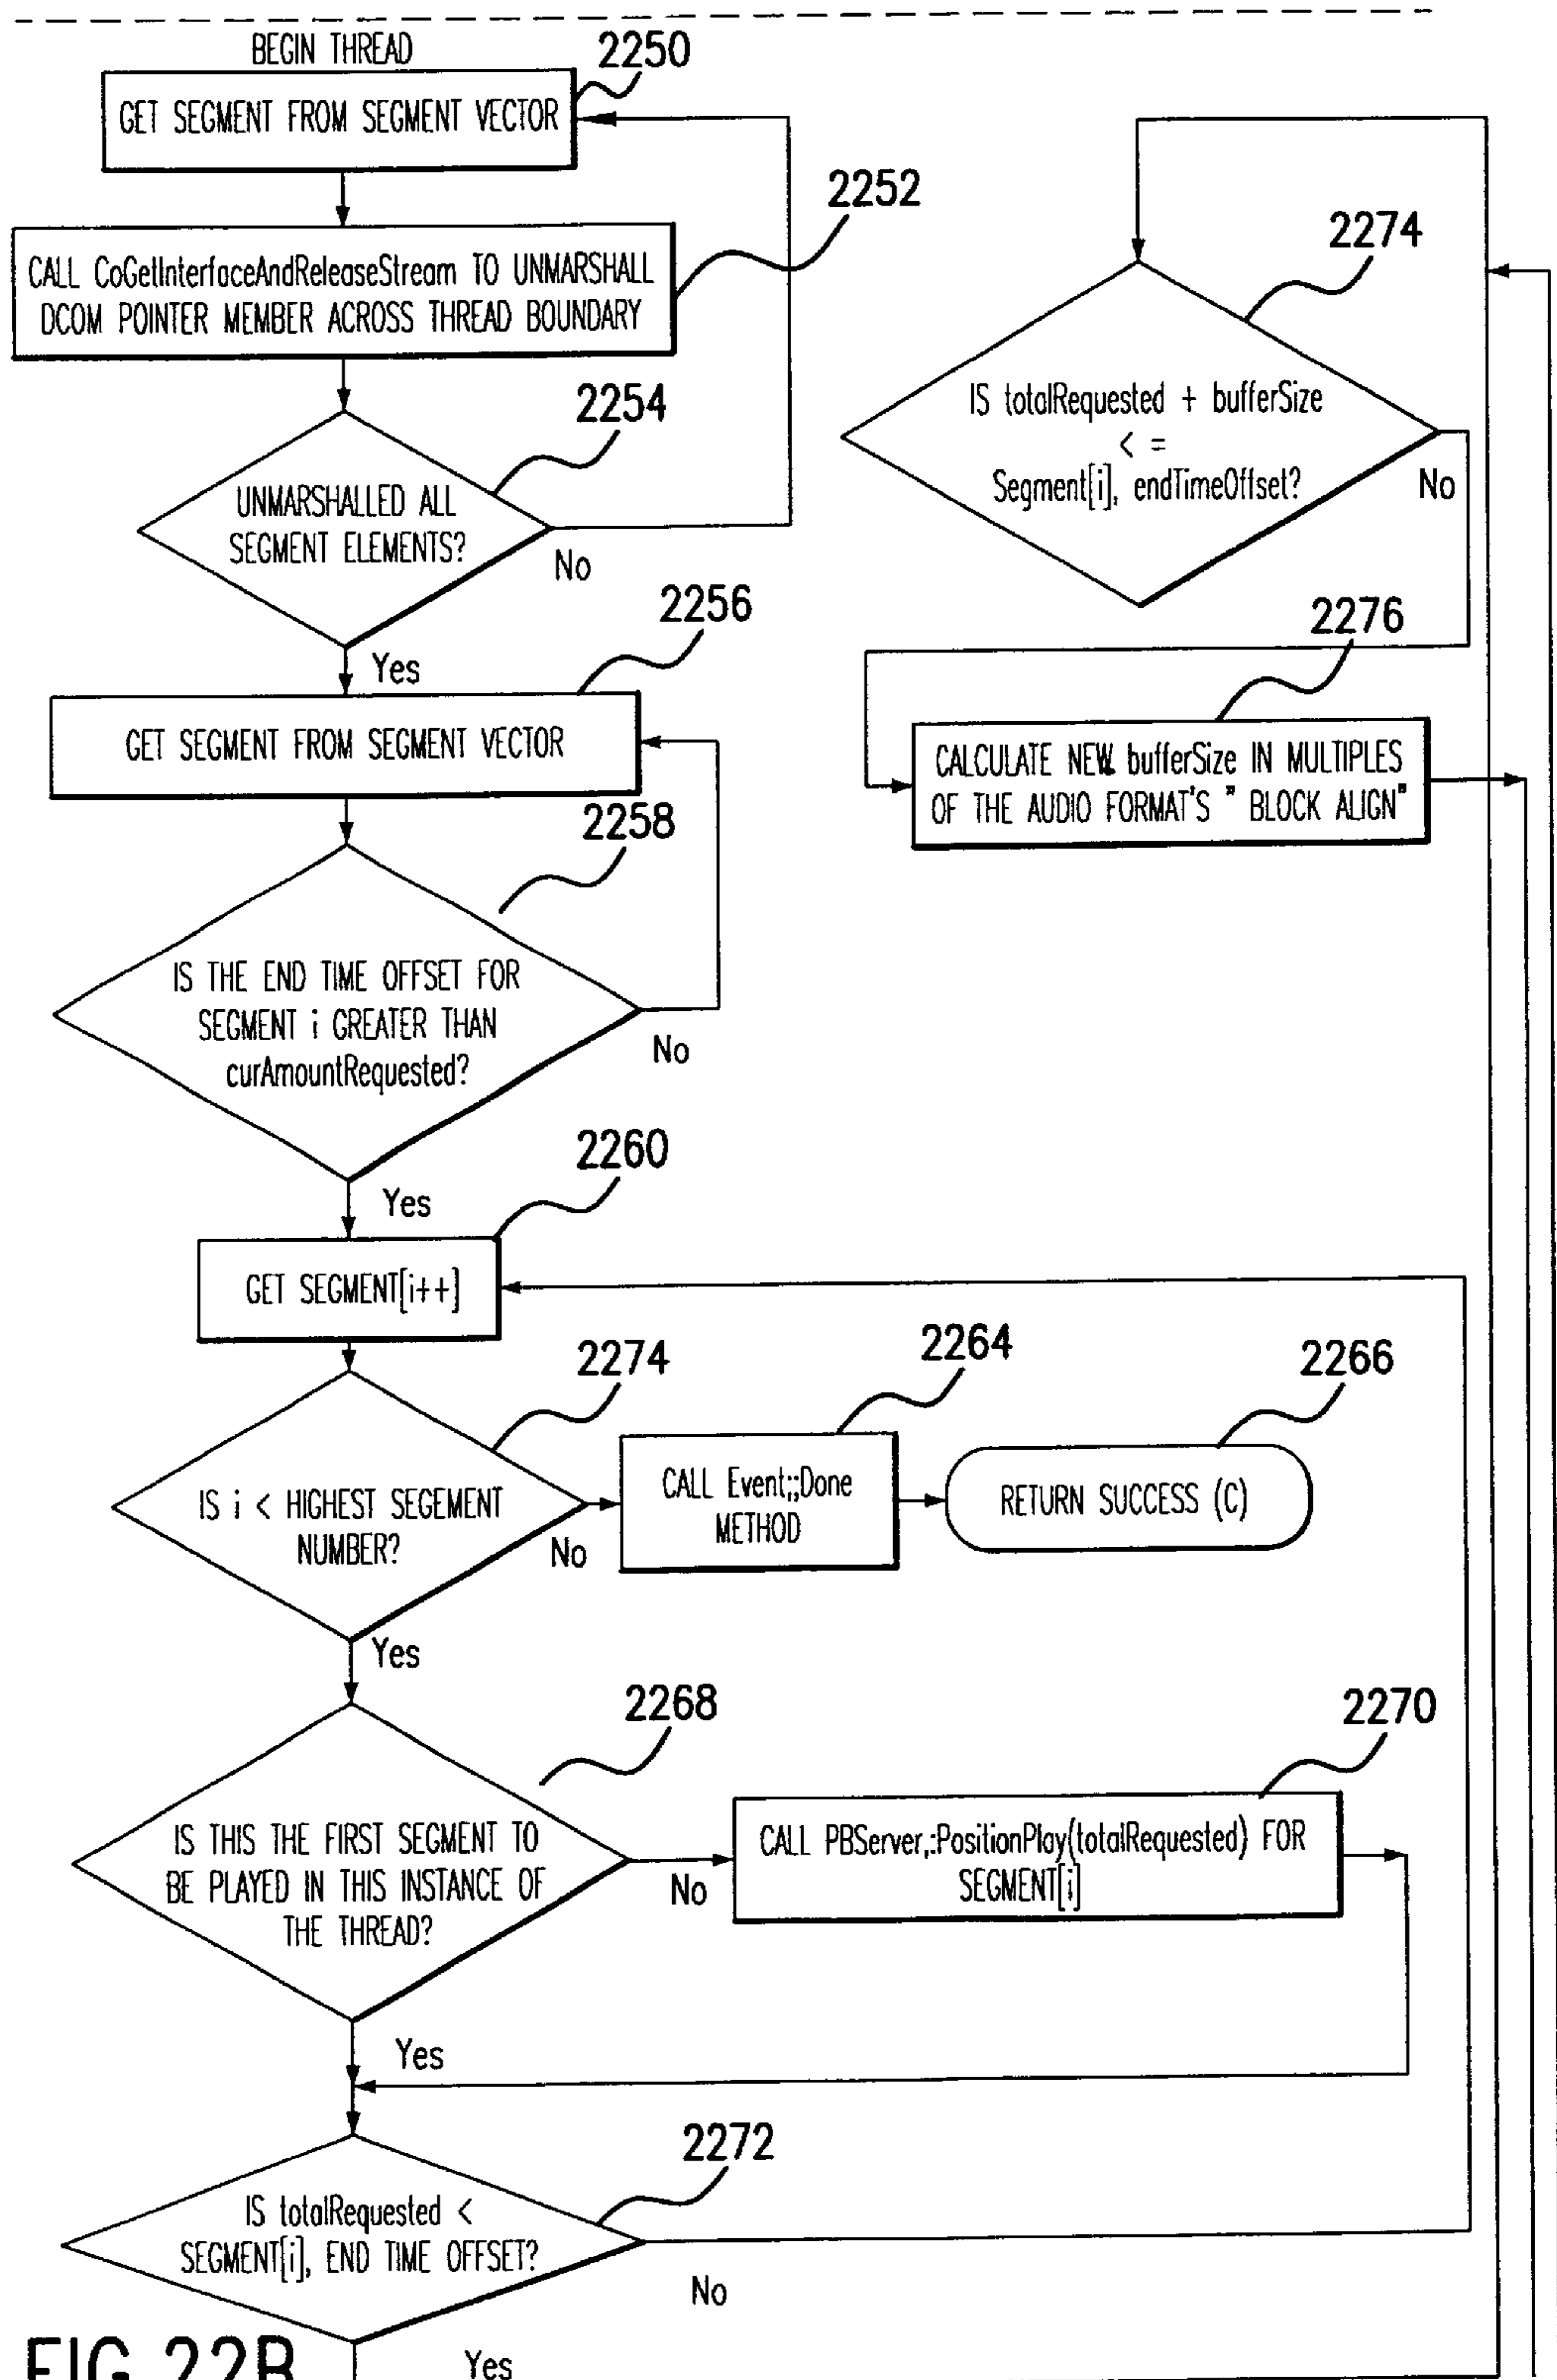 BEGIN THREAD
2250
GET SEGMENT FROM SEGMENT VECTOR
2252
CALL CoGetInterfaceAndReleaseStream TO UNMARSHALL
DCOM POINTER MEMBER ACROSS THREAD BOUNDARY
2254
UNMARSHALLED ALL
SEGMENT ELEMENTS?
No
Yes
2256
GET SEGMENT FROM SEGMENT VECTOR
2258
IS THE END TIME OFFSET FOR
SEGMENT i GREATER THAN
curAmountRequested?
No
Yes
2260
GET SEGMENT[i++]
2274
IS i < HIGHEST SEGEMENT
NUMBER?
No
Yes
2264
CALL Event;;Done
METHOD
2266
RETURN SUCCESS (C)
2268
IS THIS THE FIRST SEGMENT TO
BE PLAYED IN THIS INSTANCE OF
THE THREAD?
No
Yes
2270
CALL PBServer,:PositionPlay(totalRequested) FOR
SEGMENT[i]
2272
IS totalRequested <
SEGMENT[i], END TIME OFFSET?
No
Yes
2274
IS totalRequested + bufferSize
< =
Segment[i], endTimeOffset?
No
2276
CALCULATE NEW bufferSize IN MULTIPLES
OF THE AUDIO FORMAT'S " BLOCK ALIGN"
FIG.22B